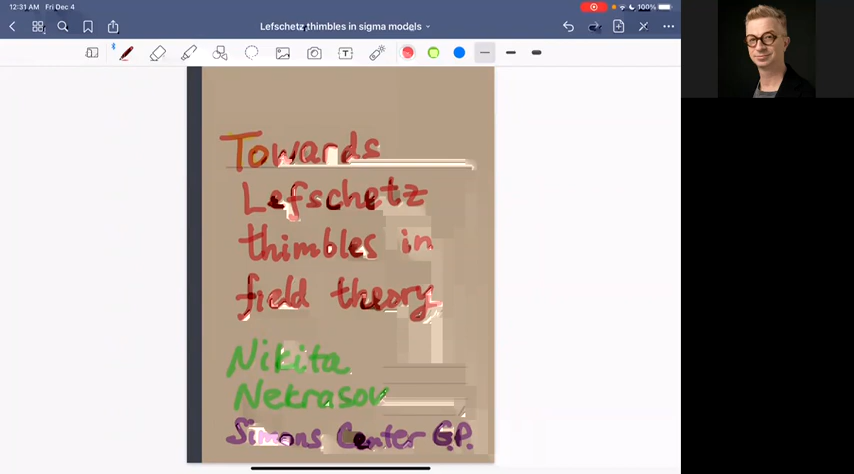 12:31 AM Fri Dec 4
100%
Lefschetz thimbles in sigma models
Towards
Lefschetz
thimbles in
field theory
Nikita
Nekrasov
Simons Center G.P.